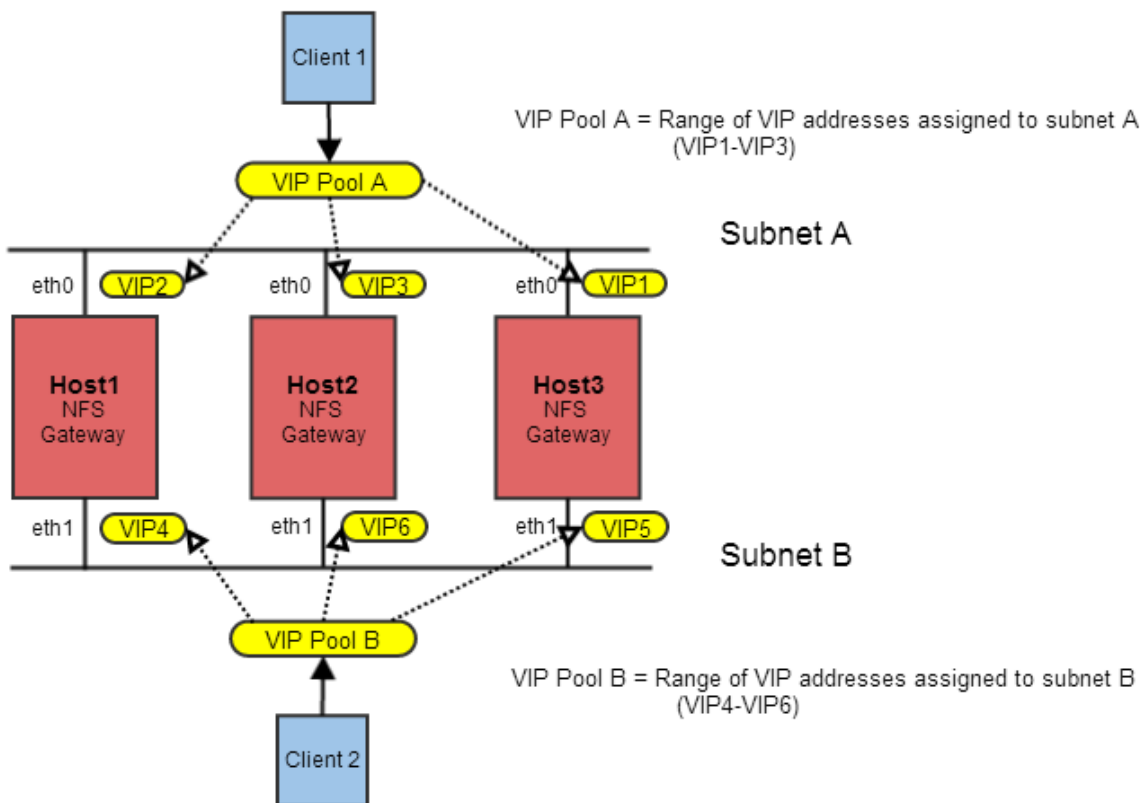 Client 1
VIP Pool A = Range of VIP addresses assigned to subnet A
(VIP1-VIP3)
VIP Pool A
Subnet A
eth0
VIP2
eth0
VIP3
eth0
VIP1
Host1
NFS
Gateway
Host2
NFS
Gateway
Host3
NFS
Gateway
eth1
VIP4
eth1
VIP6
eth1
VIP5
Subnet B
VIP Pool B
VIP Pool B = Range of VIP addresses assigned to subnet B
(VIP4-VIP6)
Client 2